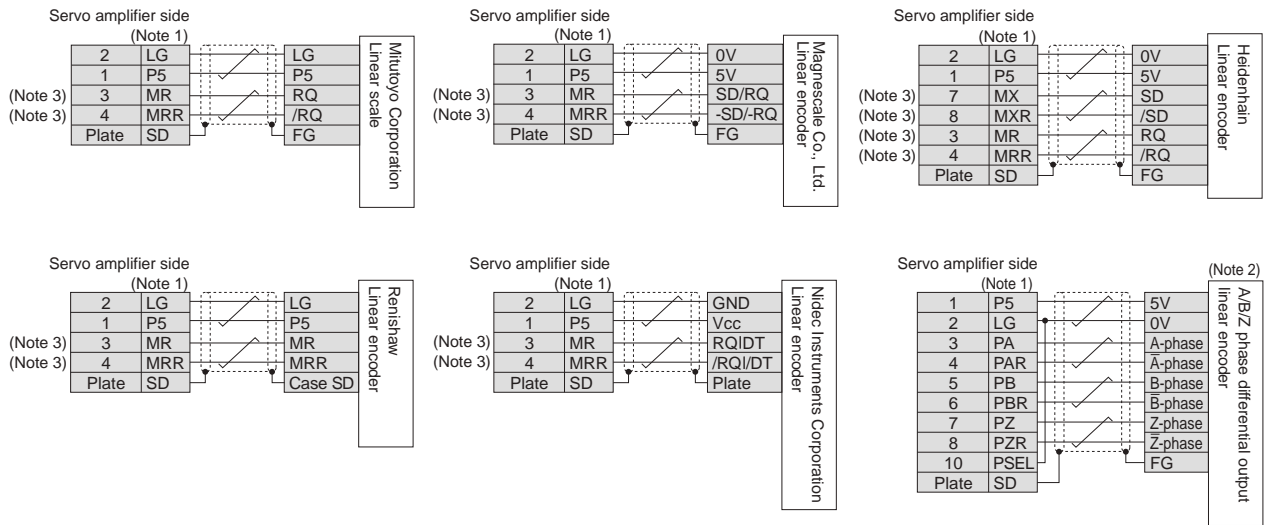 Servo amplifier side
(Note 1)
2 LG LG
1 P5 P5
(Note 3) 3 MR RQ
(Note 3) 4 MRR /RQ
Plate SD FG
Mitutoyo Corporation
Linear scale
Servo amplifier side
(Note 1)
2 LG 0V
1 P5 5V
(Note 3) 3 MR SD/RQ
(Note 3) 4 MRR -SD/-RQ
Plate SD FG
Magnescale Co., Ltd.
Linear encoder
Servo amplifier side
(Note 1)
2 LG 0V
1 P5 5V
(Note 3) 7 MX SD
(Note 3) 8 MXR /SD
(Note 3) 3 MR RQ
(Note 3) 4 MRR /RQ
Plate SD FG
Heidenhain
Linear encoder
Servo amplifier side
(Note 1)
2 LG LG
1 P5 P5
(Note 3) 3 MR MR
(Note 3) 4 MRR MRR
Plate SD Case SD
Renishaw
Linear encoder
Servo amplifier side
(Note 1)
2 LG GND
1 P5 Vcc
(Note 3) 3 MR RQ|DT
(Note 3) 4 MRR /RQ|/DT
Plate SD Plate
Nidec Instruments Corporation
Linear encoder
Servo amplifier side
(Note 1)
(Note 2)
1 P5 5V
2 LG 0V
3 PA A-phase
4 PAR A̅-phase
5 PB B-phase
6 PBR B̅-phase
7 PZ Z-phase
8 PZR Z̅-phase
10 PSEL FG
Plate SD
A/B/Z phase differential output
linear encoder